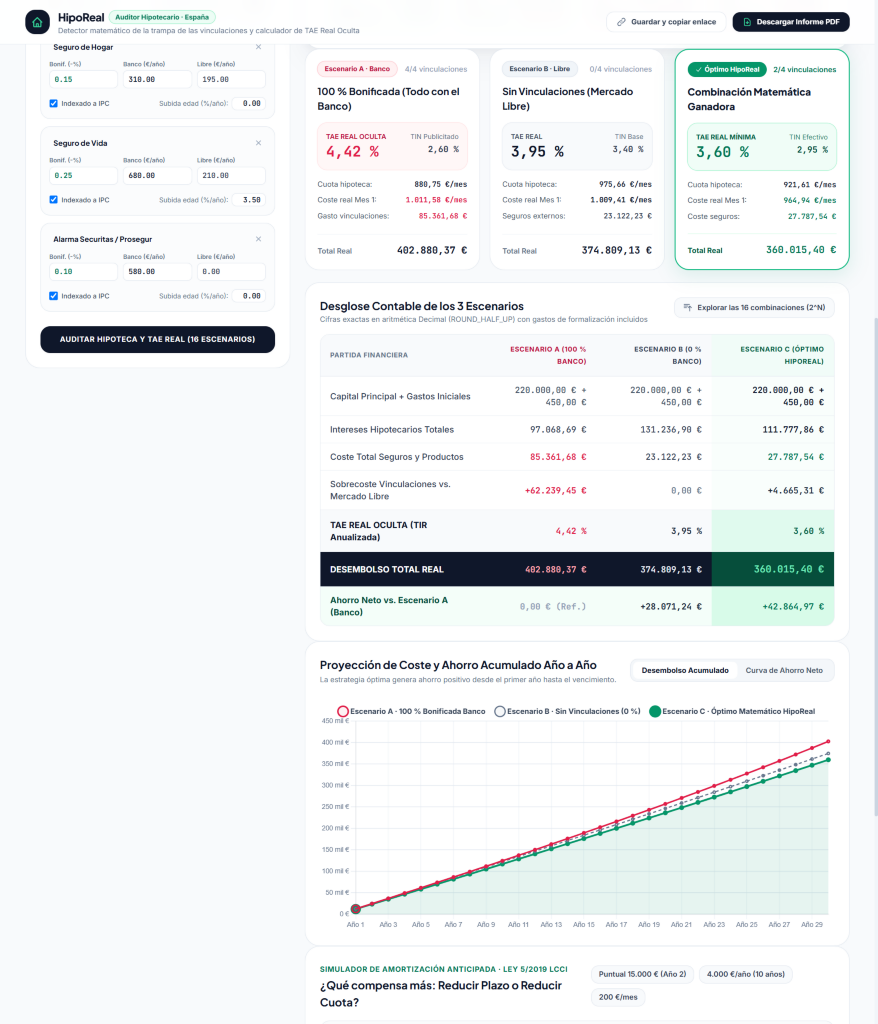 HipoReal Auditor Hipotecario · España
Detector matemático de la trampa de las vinculaciones y calculador de TAE Real Oculta
Guardar y copiar enlace
Descargar Informe PDF
Seguro de Hogar
Bonif. (-%) Banco (€/año) Libre (€/año)
0.15 310.00 195.00
Indexado a IPC Subida edad (%/año): 0.00
Seguro de Vida
Bonif. (-%) Banco (€/año) Libre (€/año)
0.25 680.00 210.00
Indexado a IPC Subida edad (%/año): 3.50
Alarma Securitas / Prosegur
Bonif. (-%) Banco (€/año) Libre (€/año)
0.10 580.00 0.00
Indexado a IPC Subida edad (%/año): 0.00
AUDITAR HIPOTECA Y TAE REAL (16 ESCENARIOS)
Escenario A · Banco 4/4 vinculaciones
100 % Bonificada (Todo con el
Banco)
TAE REAL OCULTA TIN Publicitado
4,42 % 2,60 %
Cuota hipoteca: 880,75 €/mes
Coste real Mes 1: 1.011,58 €/mes
Gasto vinculaciones: 85.361,68 €
Total Real 402.880,37 €
Escenario B · Libre 0/4 vinculaciones
Sin Vinculaciones (Mercado
Libre)
TAE REAL TIN Base
3,95 % 3,40 %
Cuota hipoteca: 975,66 €/mes
Coste real Mes 1: 1.009,41 €/mes
Seguros externos: 23.122,23 €
Total Real 374.809,13 €
Óptimo HipoReal 2/4 vinculaciones
Combinación Matemática
Ganadora
TAE REAL MÍNIMA TIN Efectivo
3,60 % 2,95 %
Cuota hipoteca: 921,61 €/mes
Coste real Mes 1: 964,94 €/mes
Coste seguros: 27.787,54 €
Total Real 360.015,40 €
Desglose Contable de los 3 Escenarios
Cifras exactas en aritmética Decimal (ROUND_HALF_UP) con gastos de formalización incluidos
Explorar las 16 combinaciones (2^N)
PARTIDA FINANCIERA
ESCENARIO A (100 %
BANCO)
ESCENARIO B (0 %
BANCO)
ESCENARIO C (ÓPTIMO
HIPOREAL)
Capital Principal + Gastos Iniciales
220.000,00 € +
450,00 €
220.000,00 € +
450,00 €
220.000,00 € +
450,00 €
Intereses Hipotecarios Totales 97.068,69 € 131.236,90 € 111.777,86 €
Coste Total Seguros y Productos 85.361,68 € 23.122,23 € 27.787,54 €
Sobrecoste Vinculaciones vs.
Mercado Libre
+62.239,45 € 0,00 € +4.665,31 €
TAE REAL OCULTA (TIR
Anualizada)
4,42 % 3,95 % 3,60 %
DESEMBOLSO TOTAL REAL 402.880,37 € 374.809,13 € 360.015,40 €
Ahorro Neto vs. Escenario A
(Banco)
0,00 € (Ref.) +28.071,24 € +42.864,97 €
Proyección de Coste y Ahorro Acumulado Año a Año
La estrategia óptima genera ahorro positivo desde el primer año hasta el vencimiento.
Desembolso Acumulado Curva de Ahorro Neto
Escenario A · 100 % Bonificada Banco Escenario B · Sin Vinculaciones (0 %) Escenario C · Óptimo Matemático HipoReal
450 mil €
400 mil €
350 mil €
300 mil €
250 mil €
200 mil €
150 mil €
100 mil €
50 mil €
0 €
Año 1 Año 3 Año 5 Año 7 Año 9 Año 11 Año 13 Año 15 Año 17 Año 19 Año 21 Año 23 Año 25 Año 27 Año 29
SIMULADOR DE AMORTIZACIÓN ANTICIPADA · LEY 5/2019 LCCI
¿Qué compensa más: Reducir Plazo o Reducir
Cuota?
Puntual 15.000 € (Año 2) 4.000 €/año (10 años)
200 €/mes